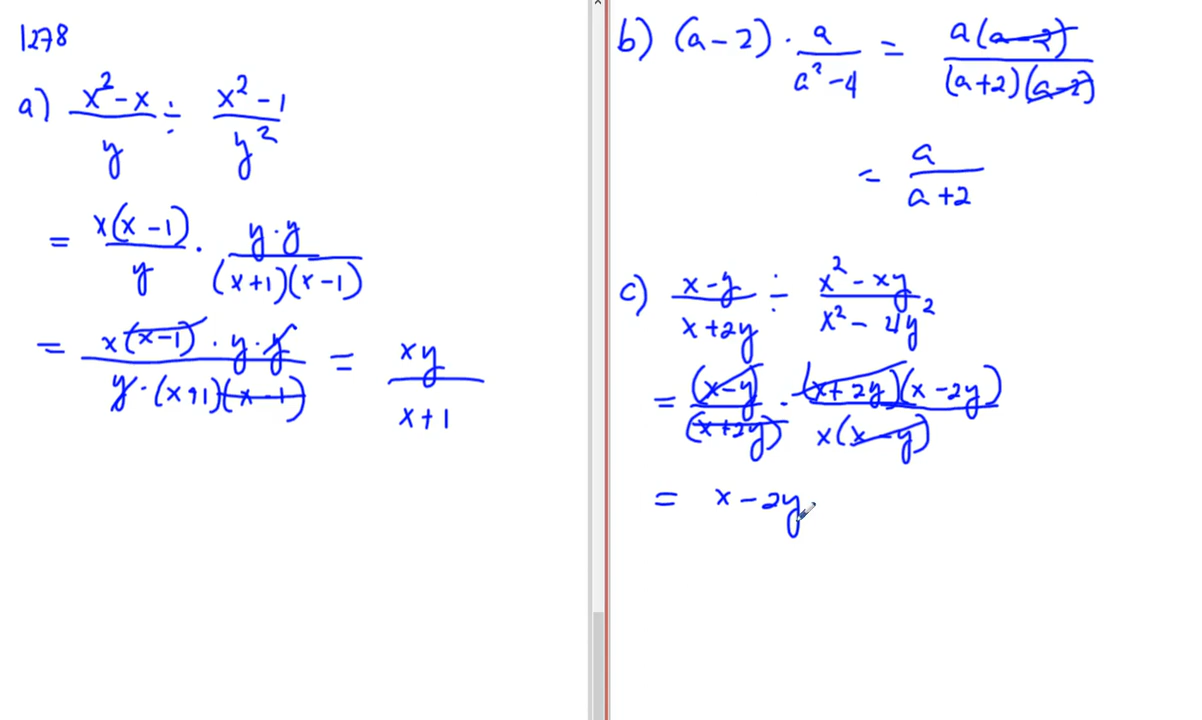 1278
a) (x² - x)/y ÷ (x² - 1)/y²
= x(x - 1)/y · y·y/((x+1)(x-1))
= x(x-1)·y·y/(y·(x+1)(x-1)) = xy/(x+1)
b) (a-2) · a/(a²-4) = a(a-2)/((a+2)(a-2))
= a/(a+2)
c) (x-y)/(x+2y) ÷ (x² - xy)/(x² - 4y²)
= (x-y)/(x+2y) · (x+2y)(x-2y)/(x(x-y))
= x-2y